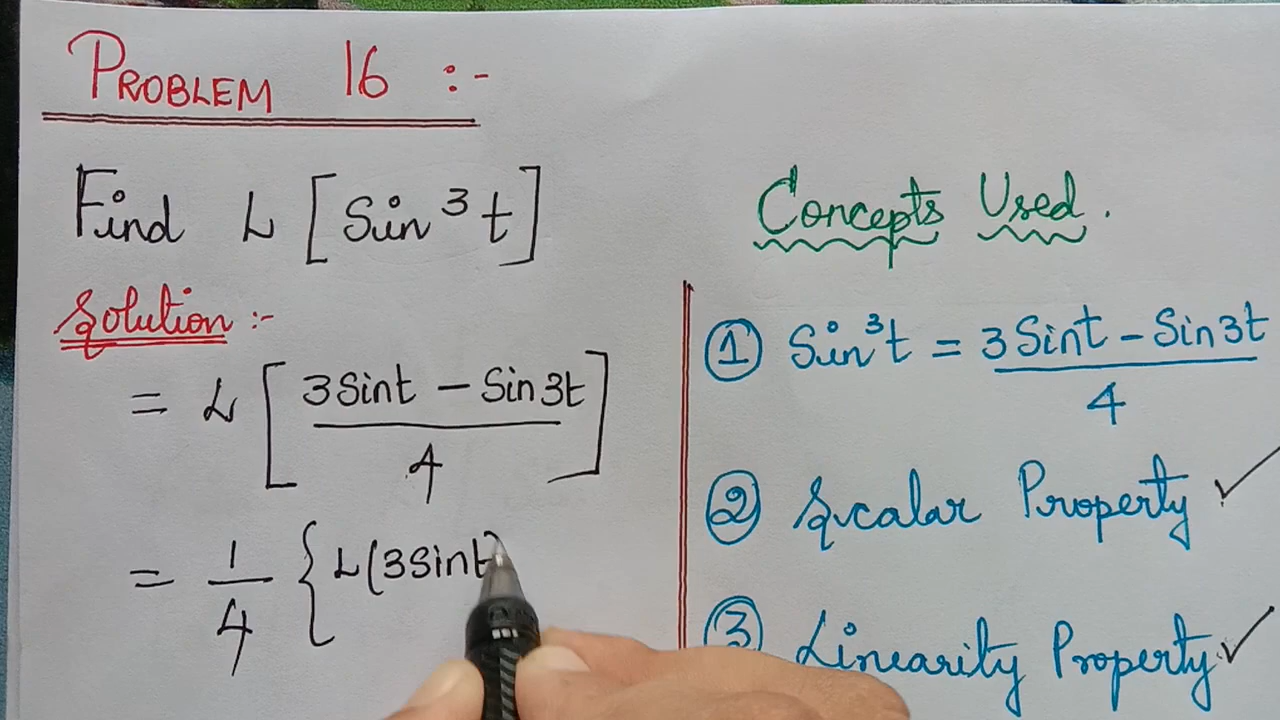 PROBLEM 16 :-
Find L [Sin³t]
Solution :-
= L [ 3Sint - Sin3t / 4 ]
= 1/4 { L(3Sint)
Concepts Used.
① Sin³t = 3Sint - Sin3t / 4
② Scalar Property ✓
③ Linearity Property ✓